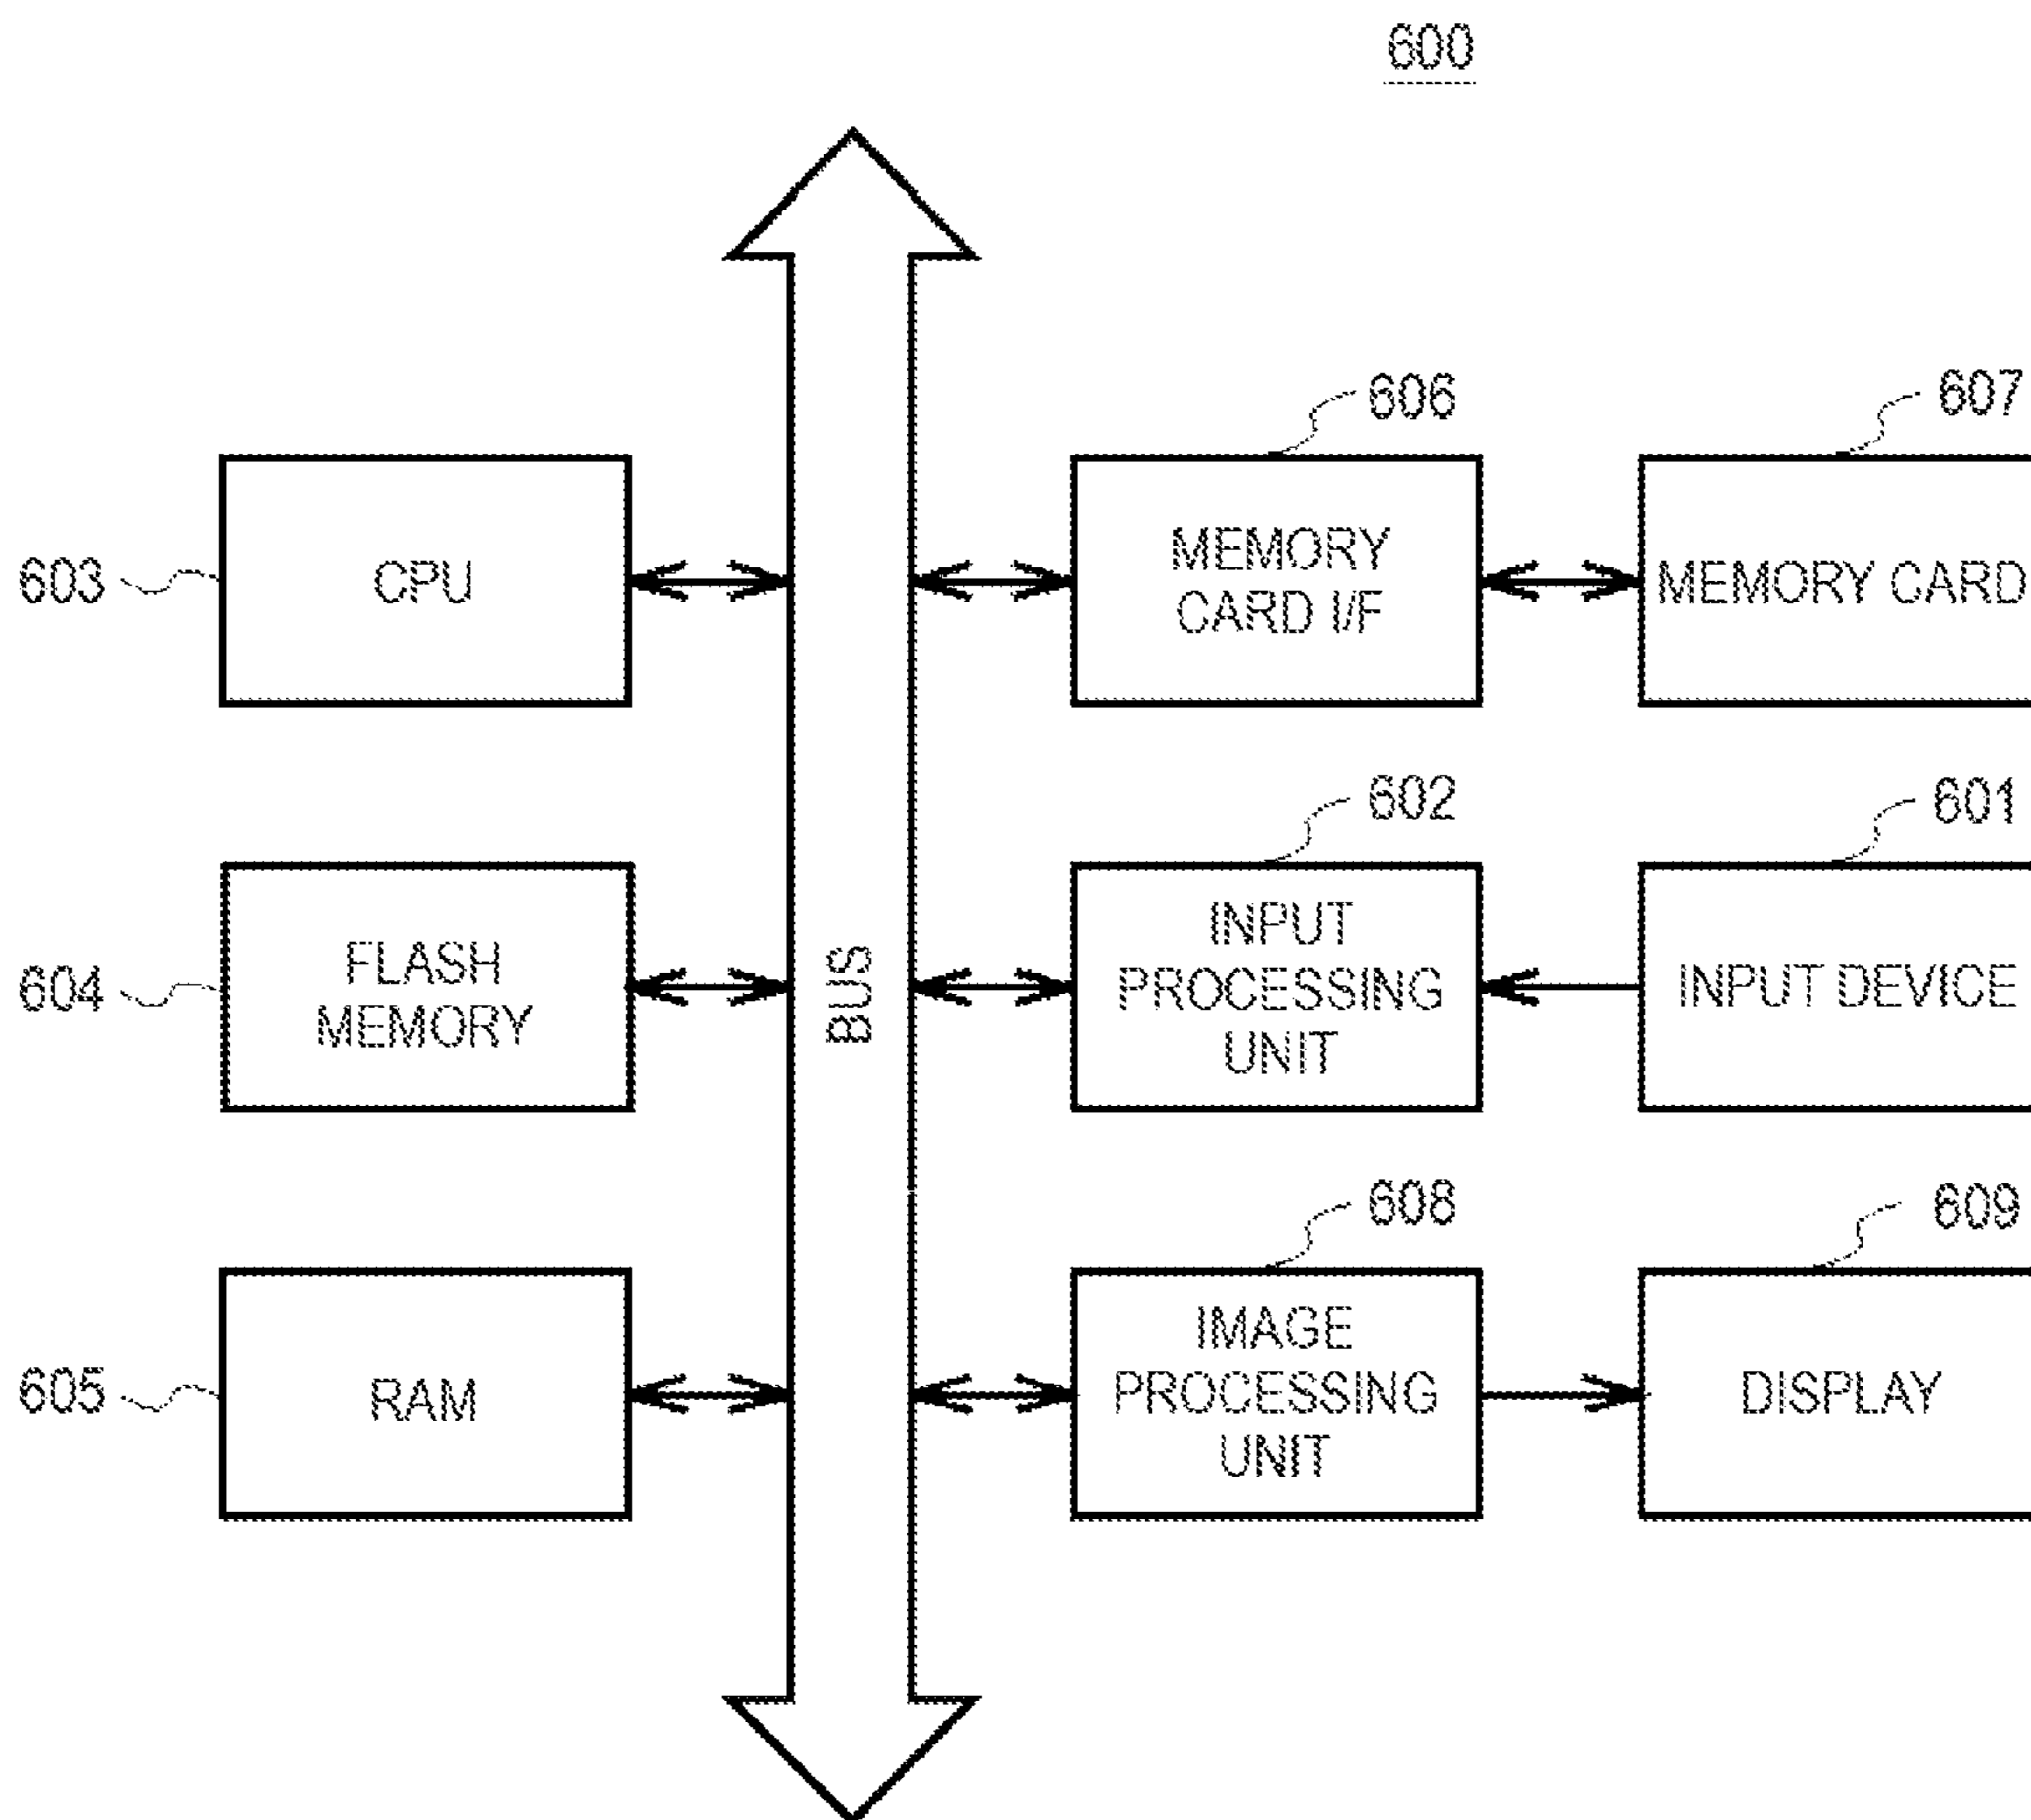 600
606
607
603
CPU
MEMORY
CARD I/F
MEMORY CARD
602
601
604
FLASH
MEMORY
BUS
INPUT
PROCESSING
UNIT
INPUT DEVICE
608
609
605
RAM
IMAGE
PROCESSING
UNIT
DISPLAY